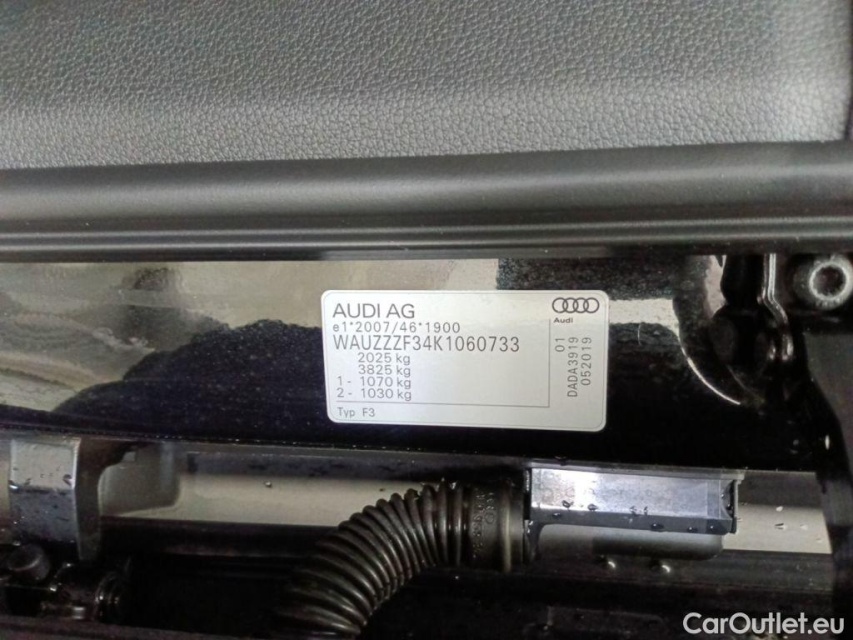 AUDI AG
Audi
e1*2007/46*1900
WAUZZZF34K1060733
2025 kg
3825 kg
1 - 1070 kg
2 - 1030 kg
Typ F3
01
DADA3919
052019
CarOutlet.eu